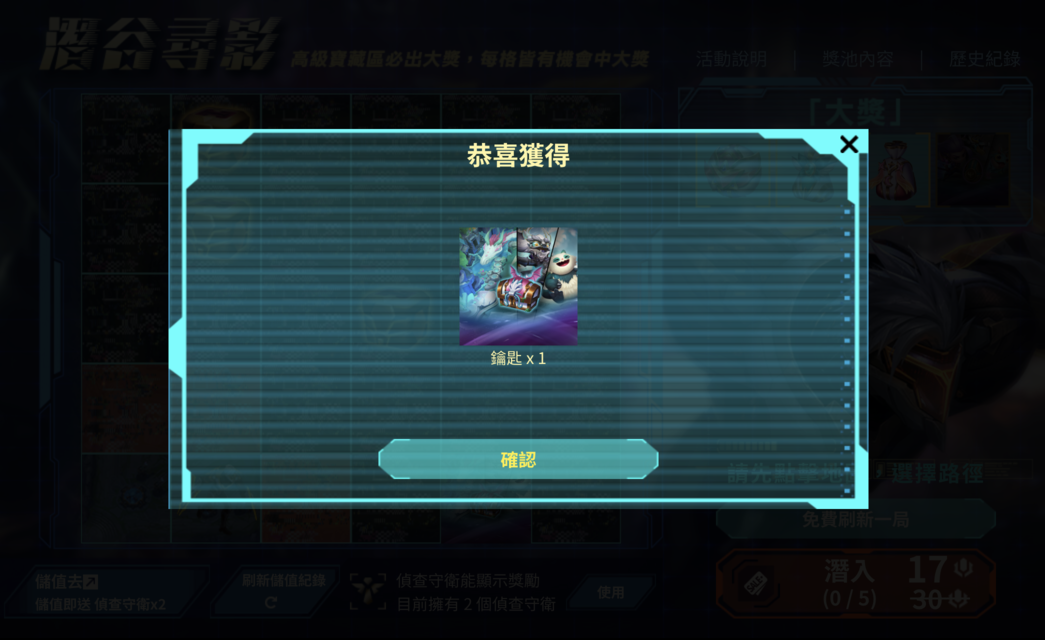 潛谷尋影
高級寶藏區必出大獎,每格皆有機會中大獎
活動說明
獎池內容
歷史紀錄
「大獎」
恭喜獲得
鑰匙 x 1
確認
請先點擊地
選擇路徑
免費刷新一局
儲值去
儲值即送 偵查守衛x2
刷新儲值紀錄
偵查守衛能顯示獎勵
目前擁有 2 個偵查守衛
使用
潛入
(0 / 5)
17
30